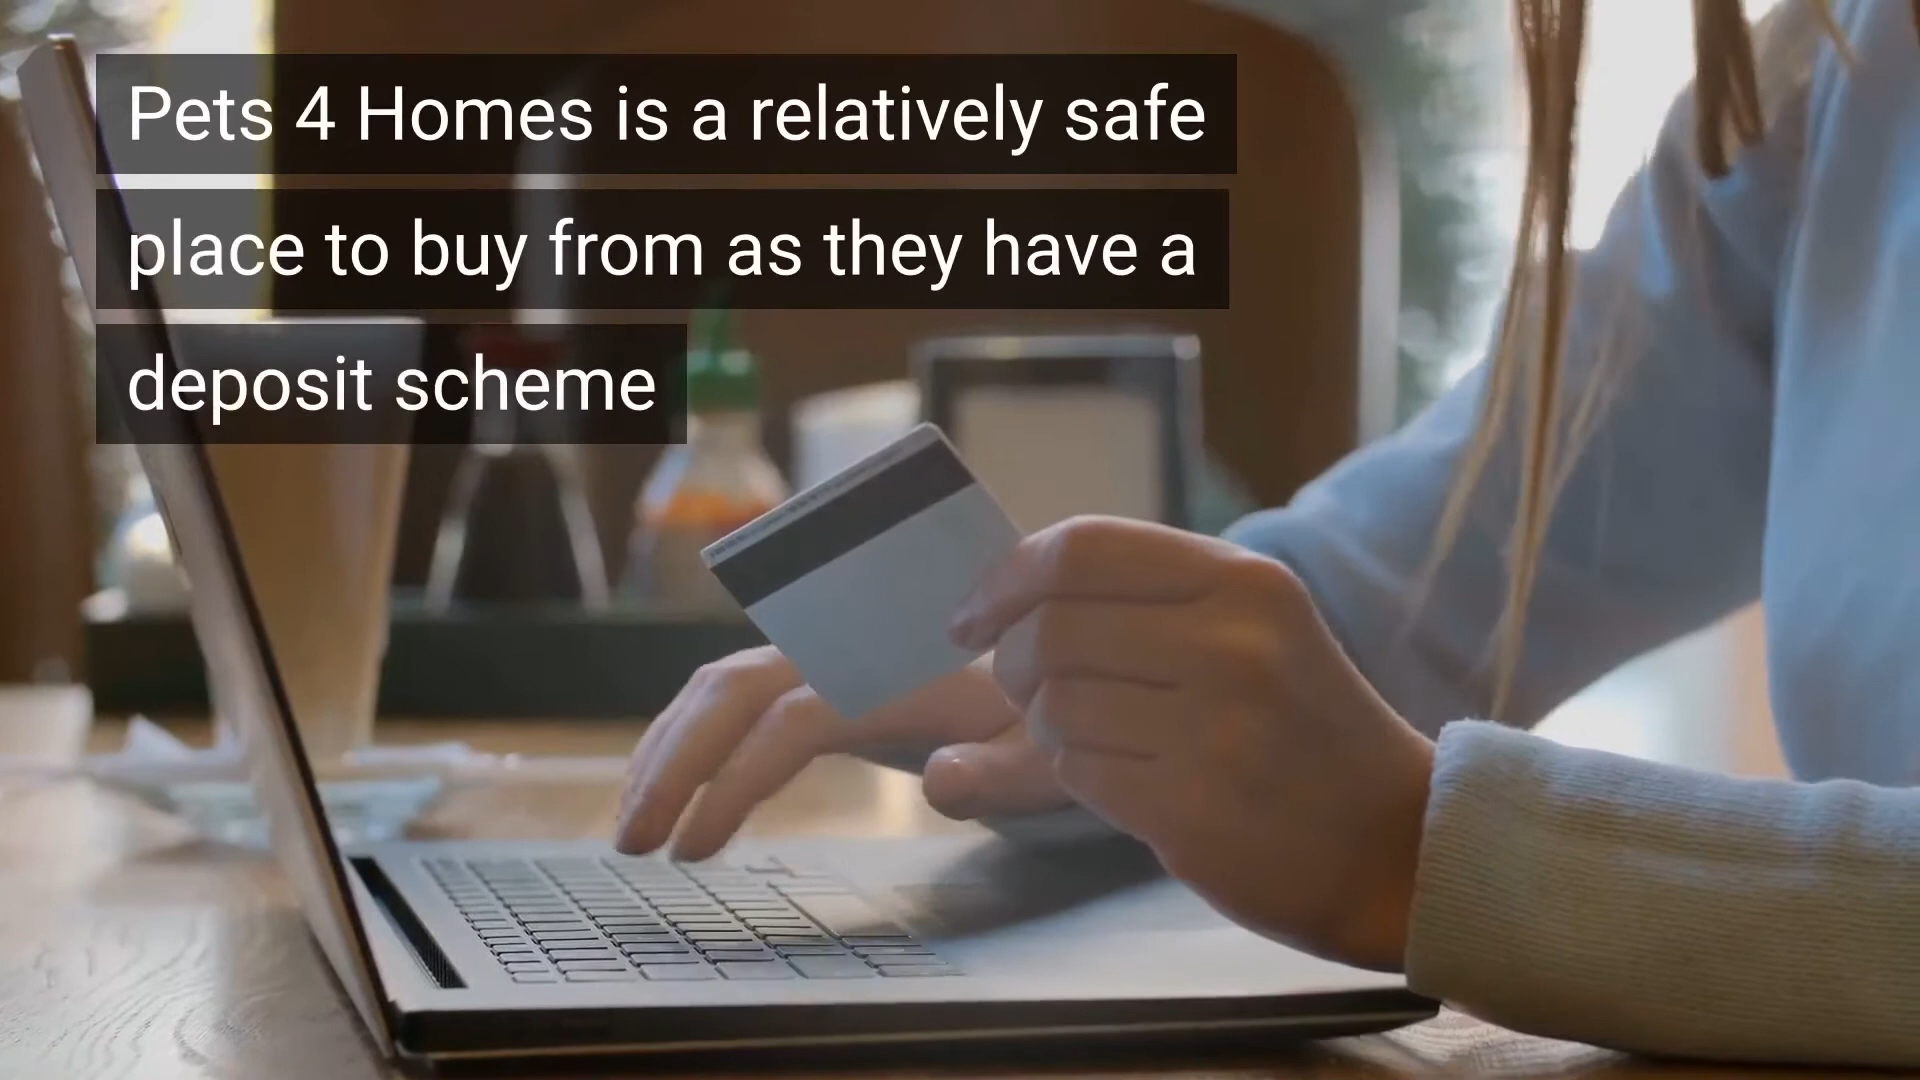 Pets 4 Homes is a relatively safe
place to buy from as they have a
deposit scheme